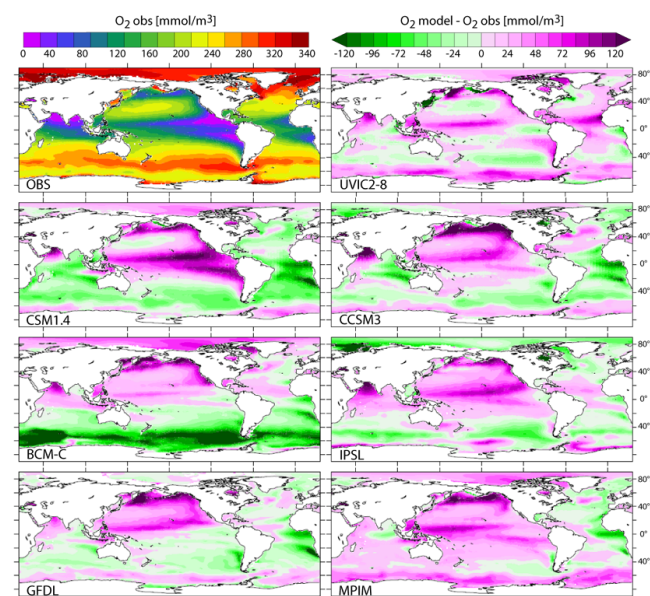 O₂ obs [mmol/m³]
O₂ model - O₂ obs [mmol/m³]
0 40 80 120 160 200 240 280 320 340
-120 -96 -72 -48 -24 0 24 48 72 96 120
80°
40°
0°
40°
OBS
UVIC2-8
80°
40°
0°
40°
CSM1.4
CCSM3
80°
40°
0°
40°
BCM-C
IPSL
80°
40°
0°
40°
GFDL
MPIM